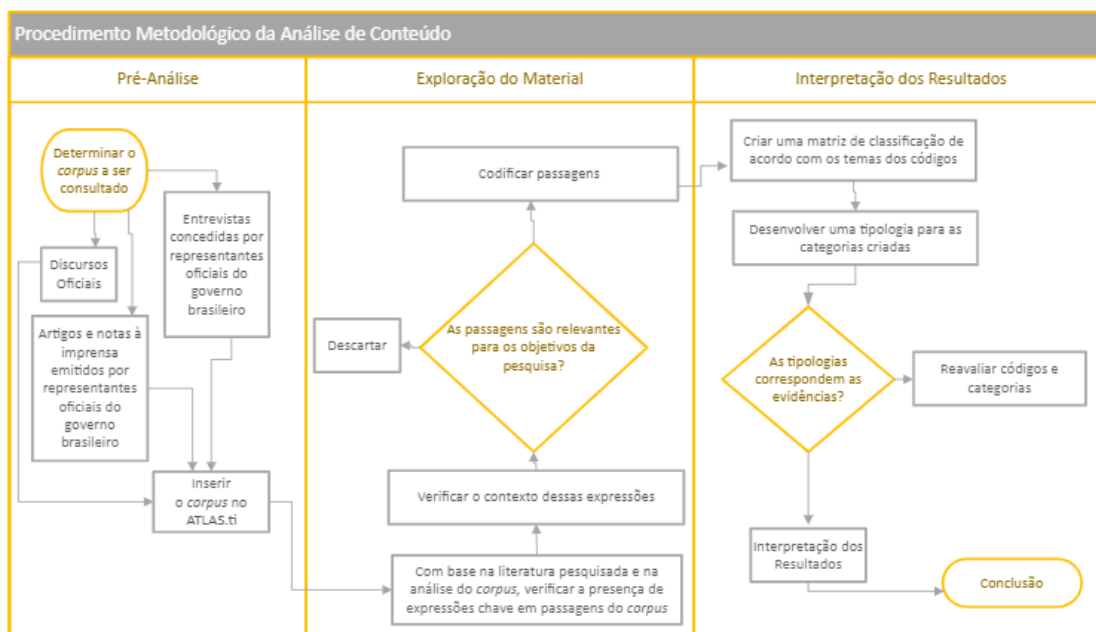 Procedimento Metodológico da Análise de Conteúdo
Pré-Análise
Determinar o
corpus a ser
consultado
Entrevistas
concedidas por
representantes
oficiais do
governo
brasileiro
Discursos
Oficiais
Artigos e notas à
imprensa
emitidos por
representantes
oficiais do
governo
brasileiro
Inserir
o corpus no
ATLAS.ti
Exploração do Material
Codificar passagens
As passagens são relevantes
para os objetivos da
pesquisa?
Descartar
Verificar o contexto dessas expressões
Com base na literatura pesquisada e na
análise do corpus, verificar a presença de
expressões chave em passagens do corpus
Interpretação dos Resultados
Criar uma matriz de classificação de
acordo com os temas dos códigos
Desenvolver uma tipologia para as
categorias criadas
As tipologias
correspondem as
evidências?
Reavaliar códigos e
categorias
Interpretação dos
Resultados
Conclusão